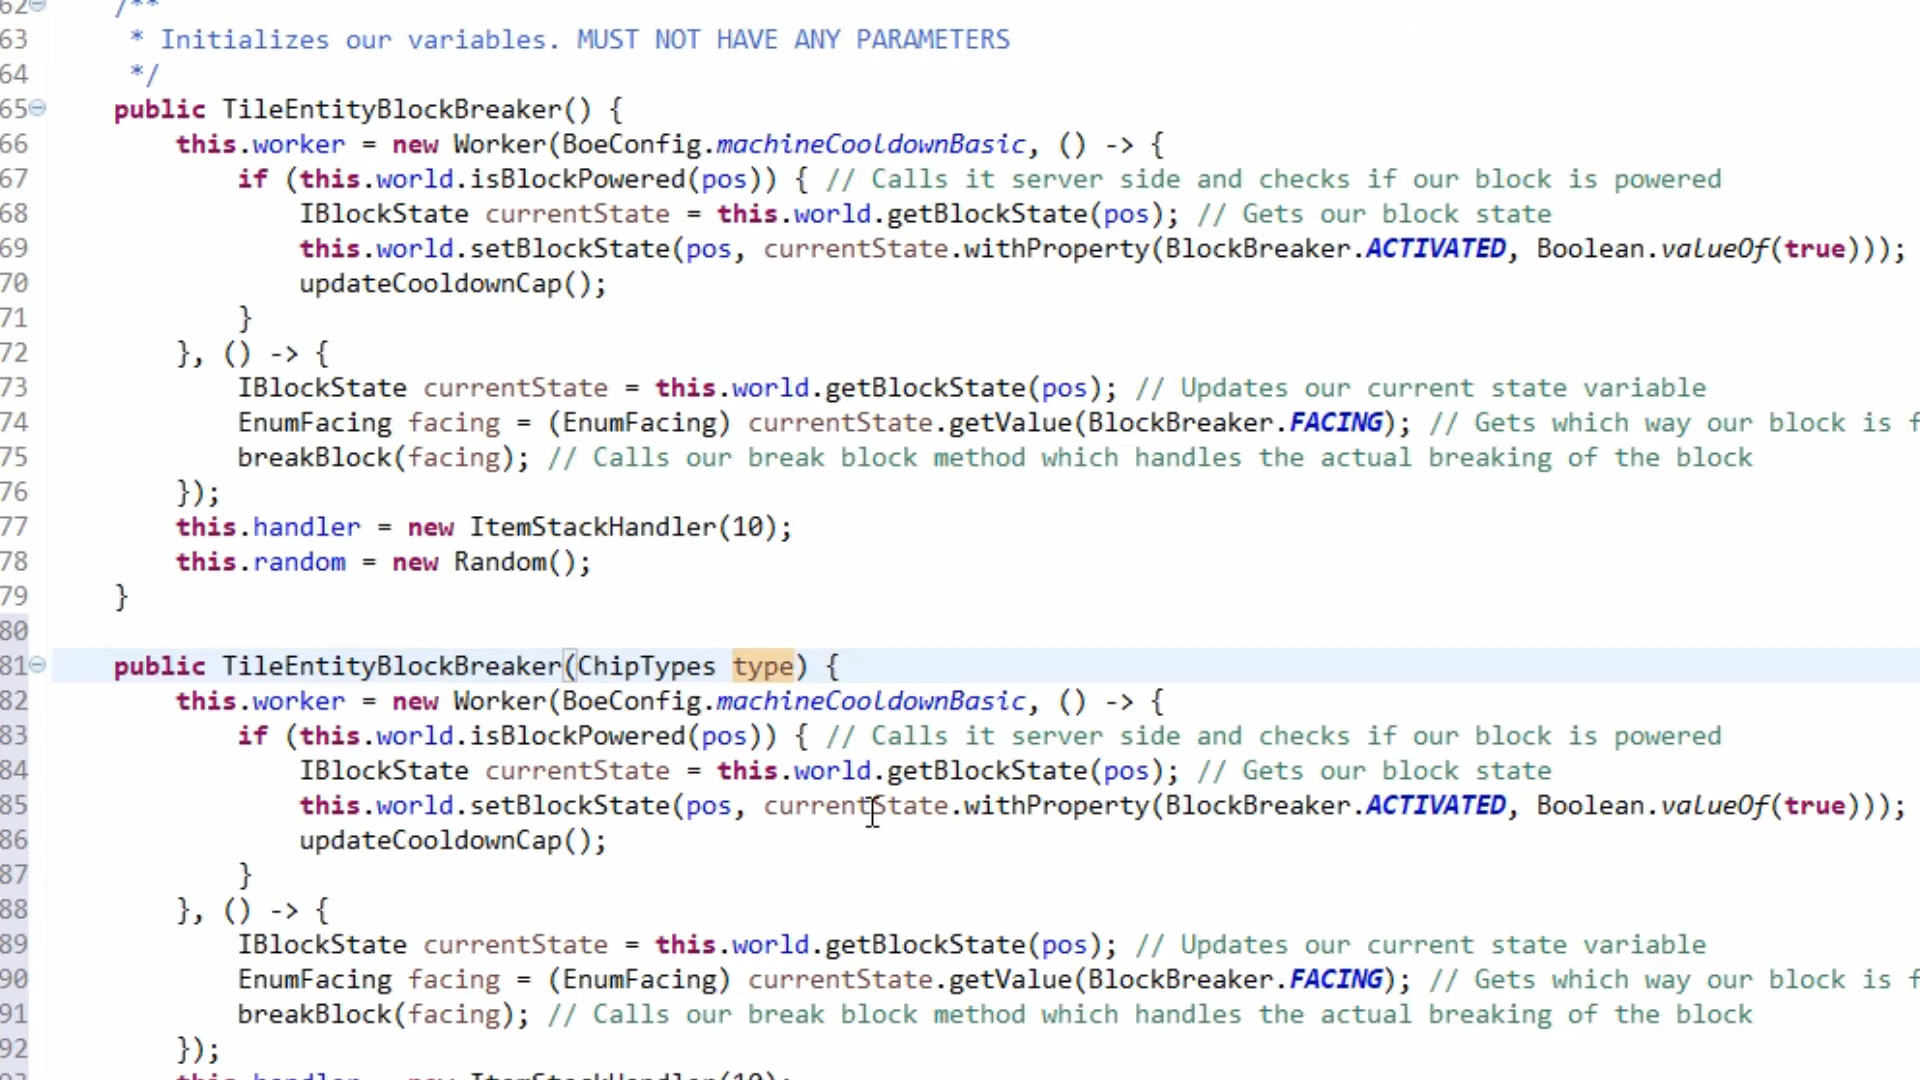 62 /**
63 * Initializes our variables. MUST NOT HAVE ANY PARAMETERS
64 */
65 public TileEntityBlockBreaker() {
66 this.worker = new Worker(BoeConfig.machineCooldownBasic, () -> {
67 if (this.world.isBlockPowered(pos)) { // Calls it server side and checks if our block is powered
68 IBlockState currentState = this.world.getBlockState(pos); // Gets our block state
69 this.world.setBlockState(pos, currentState.withProperty(BlockBreaker.ACTIVATED, Boolean.valueOf(true)));
70 updateCooldownCap();
71 }
72 }, () -> {
73 IBlockState currentState = this.world.getBlockState(pos); // Updates our current state variable
74 EnumFacing facing = (EnumFacing) currentState.getValue(BlockBreaker.FACING); // Gets which way our block is f
75 breakBlock(facing); // Calls our break block method which handles the actual breaking of the block
76 });
77 this.handler = new ItemStackHandler(10);
78 this.random = new Random();
79 }
80
81 public TileEntityBlockBreaker(ChipTypes type) {
82 this.worker = new Worker(BoeConfig.machineCooldownBasic, () -> {
83 if (this.world.isBlockPowered(pos)) { // Calls it server side and checks if our block is powered
84 IBlockState currentState = this.world.getBlockState(pos); // Gets our block state
85 this.world.setBlockState(pos, currentState.withProperty(BlockBreaker.ACTIVATED, Boolean.valueOf(true)));
86 updateCooldownCap();
87 }
88 }, () -> {
89 IBlockState currentState = this.world.getBlockState(pos); // Updates our current state variable
90 EnumFacing facing = (EnumFacing) currentState.getValue(BlockBreaker.FACING); // Gets which way our block is f
91 breakBlock(facing); // Calls our break block method which handles the actual breaking of the block
92 });
93 this.handler = new ItemStackHandler(10);